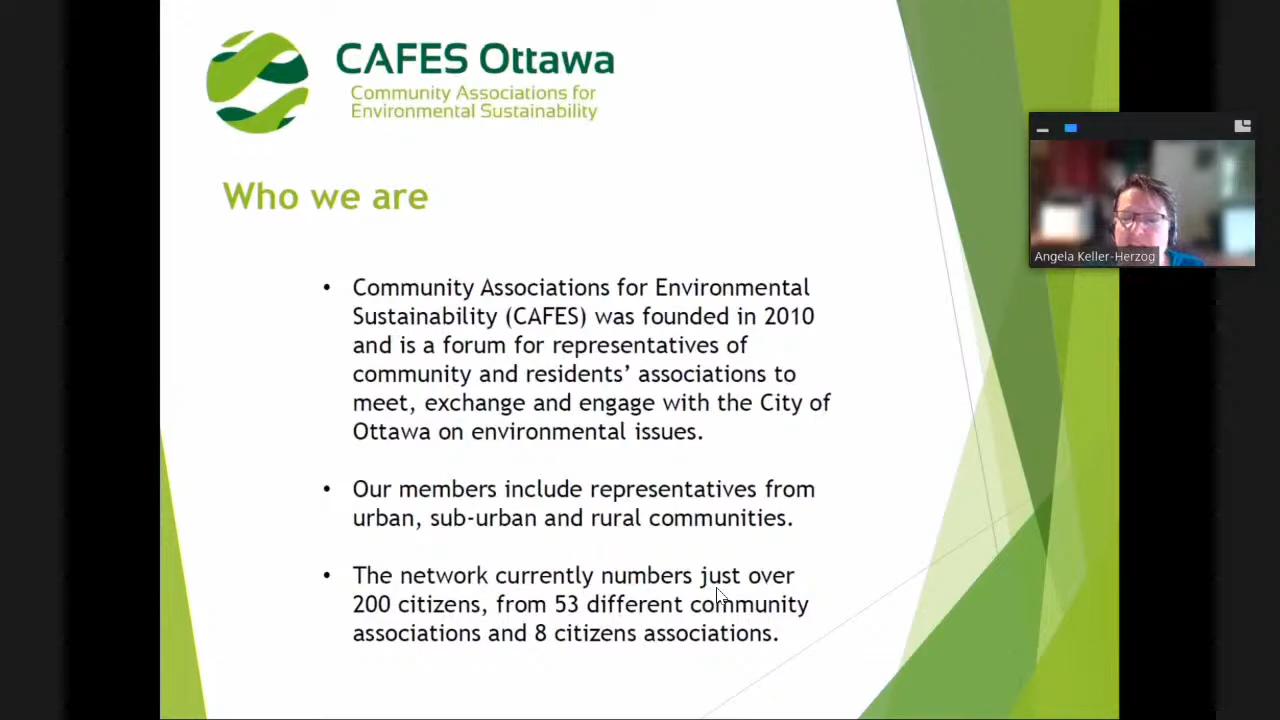 CAFES Ottawa
Community Associations for
Environmental Sustainability
Who we are
• Community Associations for Environmental
Sustainability (CAFES) was founded in 2010
and is a forum for representatives of
community and residents’ associations to
meet, exchange and engage with the City of
Ottawa on environmental issues.
• Our members include representatives from
urban, sub-urban and rural communities.
• The network currently numbers just over
200 citizens, from 53 different community
associations and 8 citizens associations.
Angela Keller-Herzog